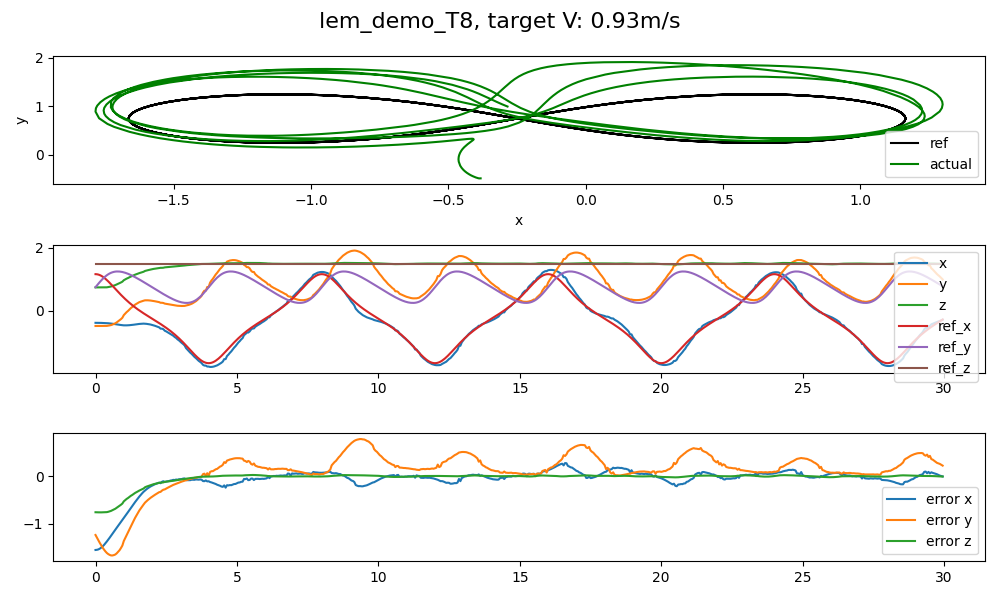 lem_demo_T8, target V: 0.93m/s
2
1
0
y
−1.5
−1.0
−0.5
0.0
0.5
1.0
x
ref
actual
2
0
0
5
10
15
20
25
30
x
y
z
ref_x
ref_y
ref_z
0
−1
0
5
10
15
20
25
30
error x
error y
error z